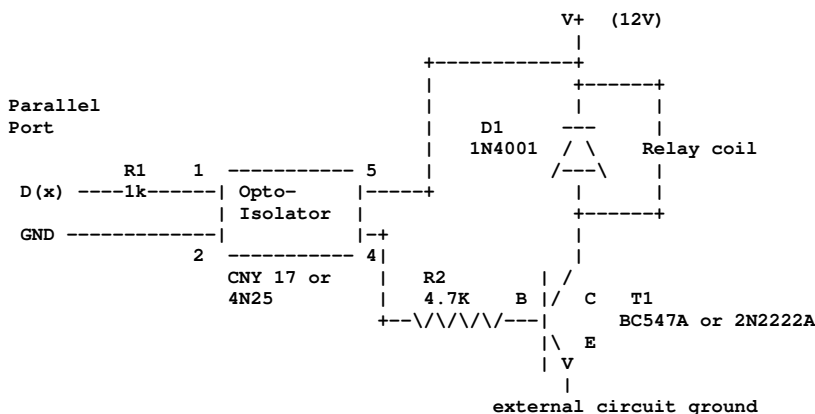 V+ (12V)
Parallel
Port
D1
1N4001
Relay coil
R1 1 5
D(x) 1k Opto-
Isolator
GND
2 4
CNY 17 or
4N25
R2
4.7K B C T1
BC547A or 2N2222A
E
external circuit ground